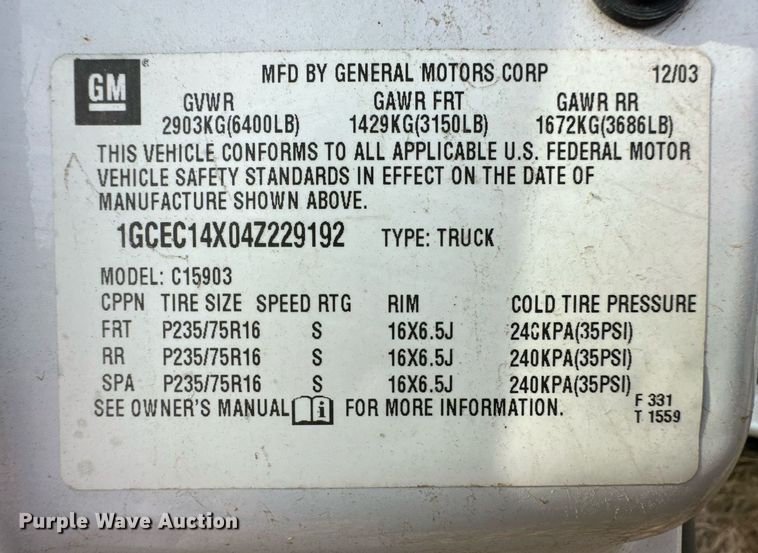 GM ®
MFD BY GENERAL MOTORS CORP 12/03
GVWR GAWR FRT GAWR RR
2903KG(6400LB) 1429KG(3150LB) 1672KG(3686LB)
THIS VEHICLE CONFORMS TO ALL APPLICABLE U.S. FEDERAL MOTOR
VEHICLE SAFETY STANDARDS IN EFFECT ON THE DATE OF
MANUFACTURE SHOWN ABOVE.
1GCEC14X04Z229192 TYPE: TRUCK
MODEL: C15903
CPPN TIRE SIZE SPEED RTG RIM COLD TIRE PRESSURE
FRT P235/75R16 S 16X6.5J 240KPA(35PSI)
RR P235/75R16 S 16X6.5J 240KPA(35PSI)
SPA P235/75R16 S 16X6.5J 240KPA(35PSI)
SEE OWNER'S MANUAL i FOR MORE INFORMATION.
F 331
T 1559
Purple Wave Auction